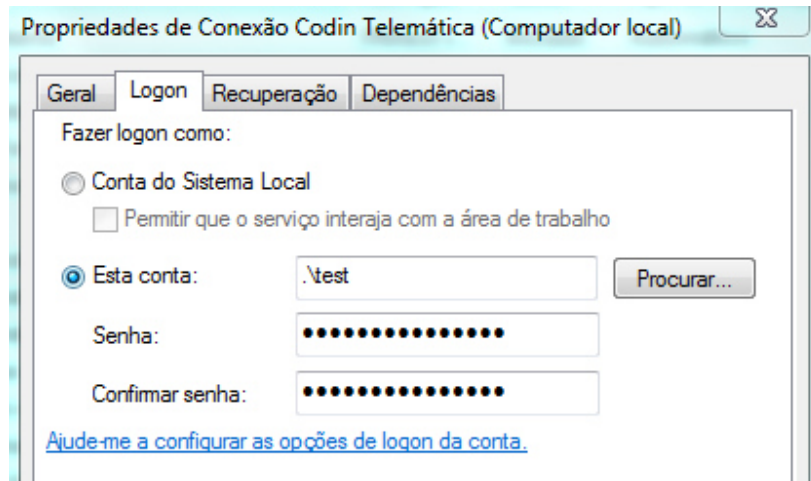 Propriedades de Conexão Codin Telemática (Computador local)
Geral Logon Recuperação Dependências
Fazer logon como:
Conta do Sistema Local
Permitir que o serviço interaja com a área de trabalho
Esta conta: .\test Procurar...
Senha: •••••••••••••••
Confirmar senha: •••••••••••••••
Ajude-me a configurar as opções de logon da conta.